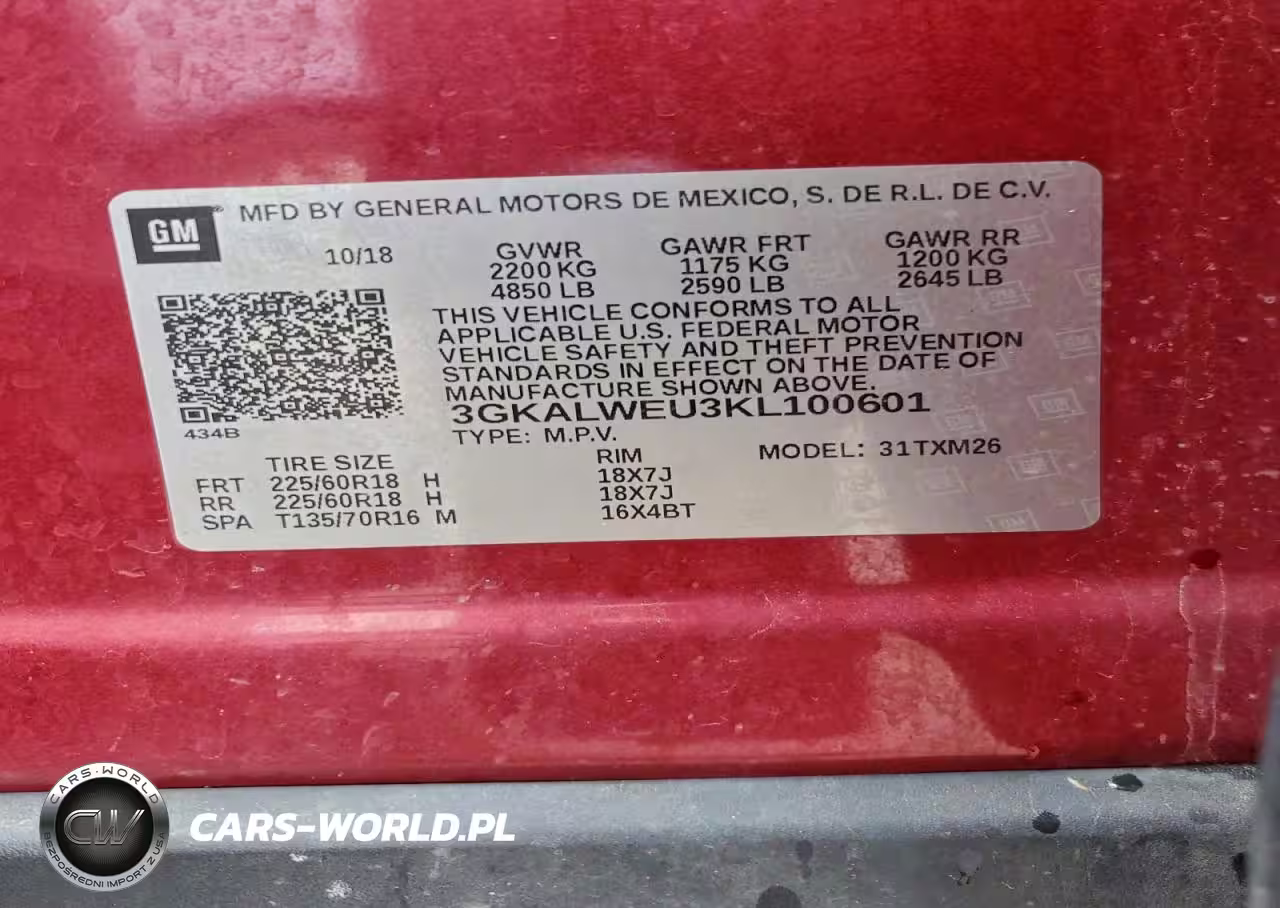 GM® MFD BY GENERAL MOTORS DE MEXICO, S. DE R.L. DE C.V.
10/18 GVWR GAWR FRT GAWR RR
2200 KG 1175 KG 1200 KG
4850 LB 2590 LB 2645 LB
THIS VEHICLE CONFORMS TO ALL
APPLICABLE U.S. FEDERAL MOTOR
VEHICLE SAFETY AND THEFT PREVENTION
STANDARDS IN EFFECT ON THE DATE OF
MANUFACTURE SHOWN ABOVE.
3GKALWEU3KL100601
434B
TYPE: M.P.V.
TIRE SIZE RIM MODEL: 31TXM26
FRT 225/60R18 H 18X7J
RR 225/60R18 H 18X7J
SPA T135/70R16 M 16X4BT
CARS-WORLD
CW
BEZPOŚREDNI IMPORT Z USA
CARS-WORLD.PL